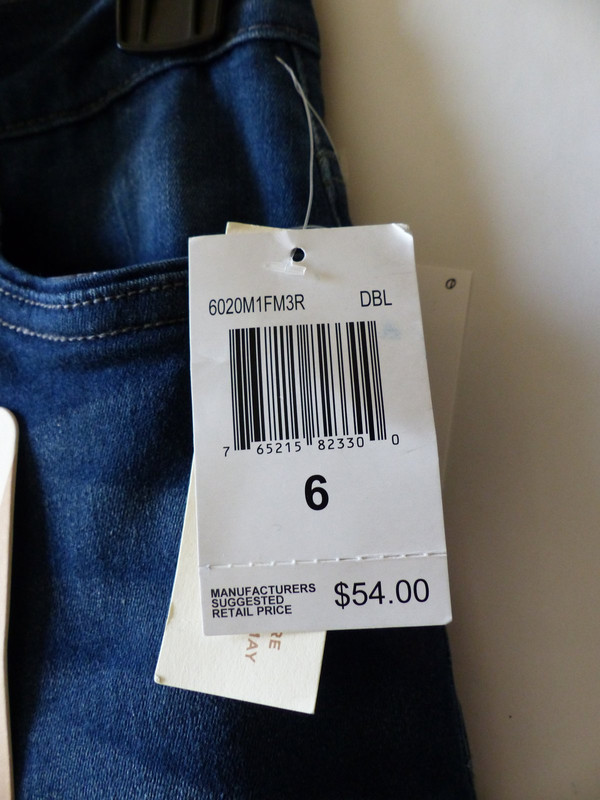 6020M1FM3R DBL
7 65215 82330 0
6
MANUFACTURERS
SUGGESTED
RETAIL PRICE
$54.00